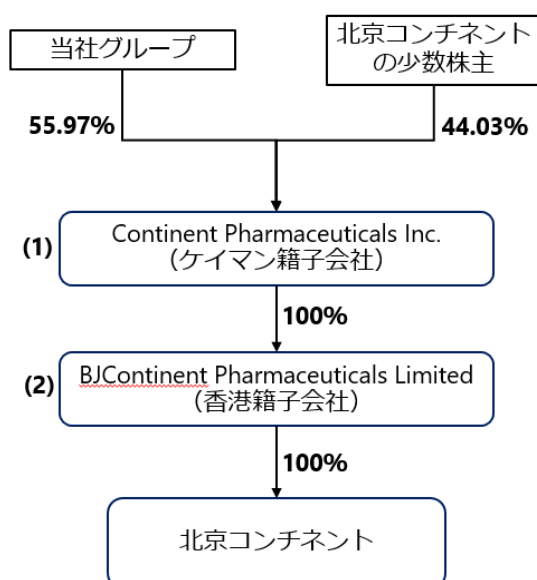 当社グループ
北京コンチネント
の少数株主
55.97%
44.03%
(1)
Continent Pharmaceuticals Inc.
（ケイマン籍子会社）
100%
(2)
BJContinent Pharmaceuticals Limited
（香港籍子会社）
100%
北京コンチネント